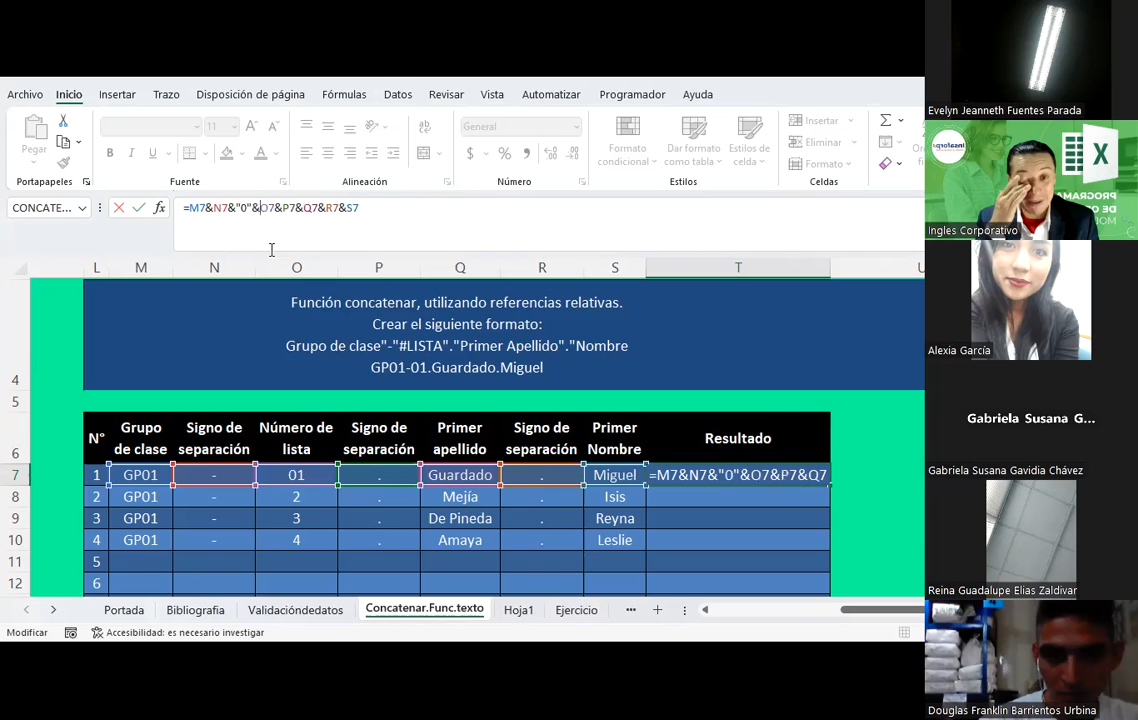 Archivo Inicio Insertar Trazo Disposición de página Fórmulas Datos Revisar Vista Automatizar Programador Ayuda
Pegar
Portapapeles
11
N K S
Fuente
Alineación
General
Número
Formato condicional
Dar formato como tabla
Estilos de celda
Estilos
Insertar
Eliminar
Formato
Celdas
CONCATE...
=M7&N7&"0"&O7&P7&Q7&R7&S7
L M N O P Q R S T
Función concatenar, utilizando referencias relativas.
Crear el siguiente formato:
Grupo de clase"-"#LISTA"."Primer Apellido"."Nombre
GP01-01.Guardado.Miguel
4
5
6 N° Grupo de clase Signo de separación Número de lista Signo de separación Primer apellido Signo de separación Primer Nombre Resultado
7 1 GP01 - 01 . Guardado . Miguel =M7&N7&"0"&O7&P7&Q7
8 2 GP01 - 2 . Mejía . Isis
9 3 GP01 - 3 . De Pineda . Reyna
10 4 GP01 - 4 . Amaya . Leslie
11 5
12 6
Portada Bibliografia Validacióndedatos Concatenar.Func.texto Hoja1 Ejercicio
Modificar Accesibilidad: es necesario investigar
Evelyn Jeanneth Fuentes Parada
Ingles Corporativo
Alexia García
Gabriela Susana G...
Gabriela Susana Gavidia Chávez
Reina Guadalupe Elias Zaldivar
Douglas Franklin Barrientos Urbina